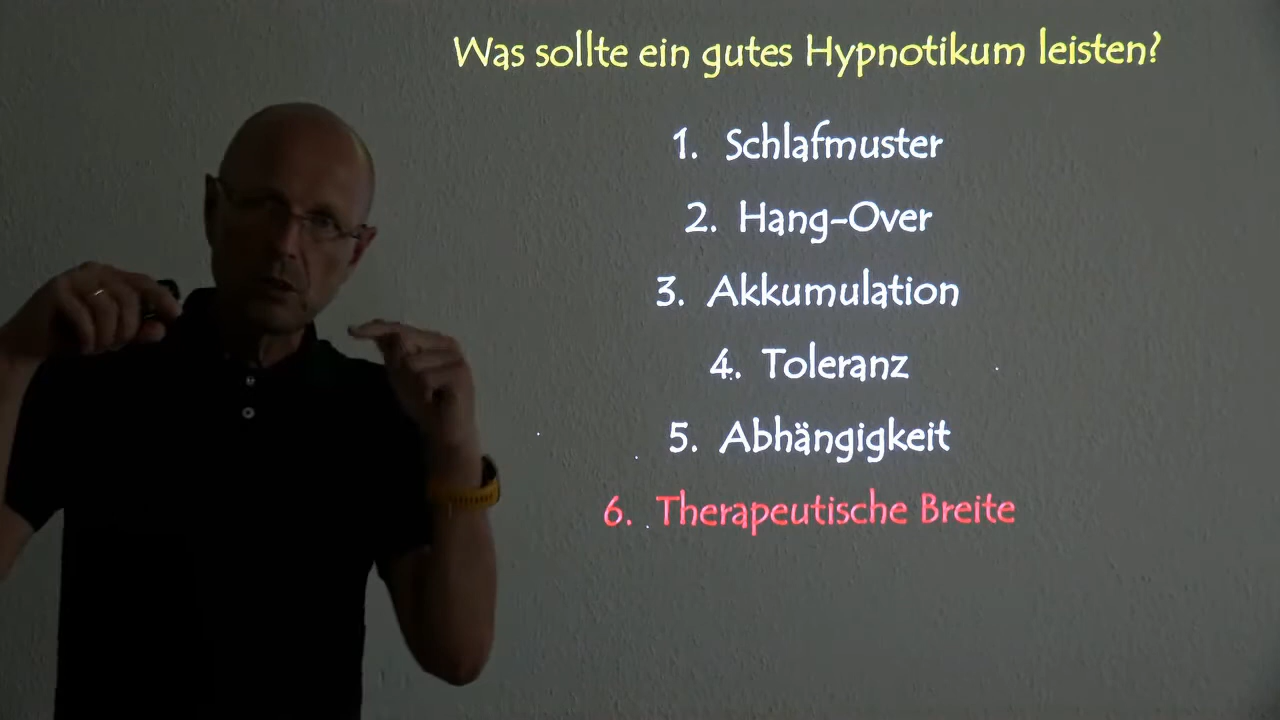 Was sollte ein gutes Hypnotikum leisten?
1. Schlafmuster
2. Hang-Over
3. Akkumulation
4. Toleranz
5. Abhängigkeit
6. Therapeutische Breite